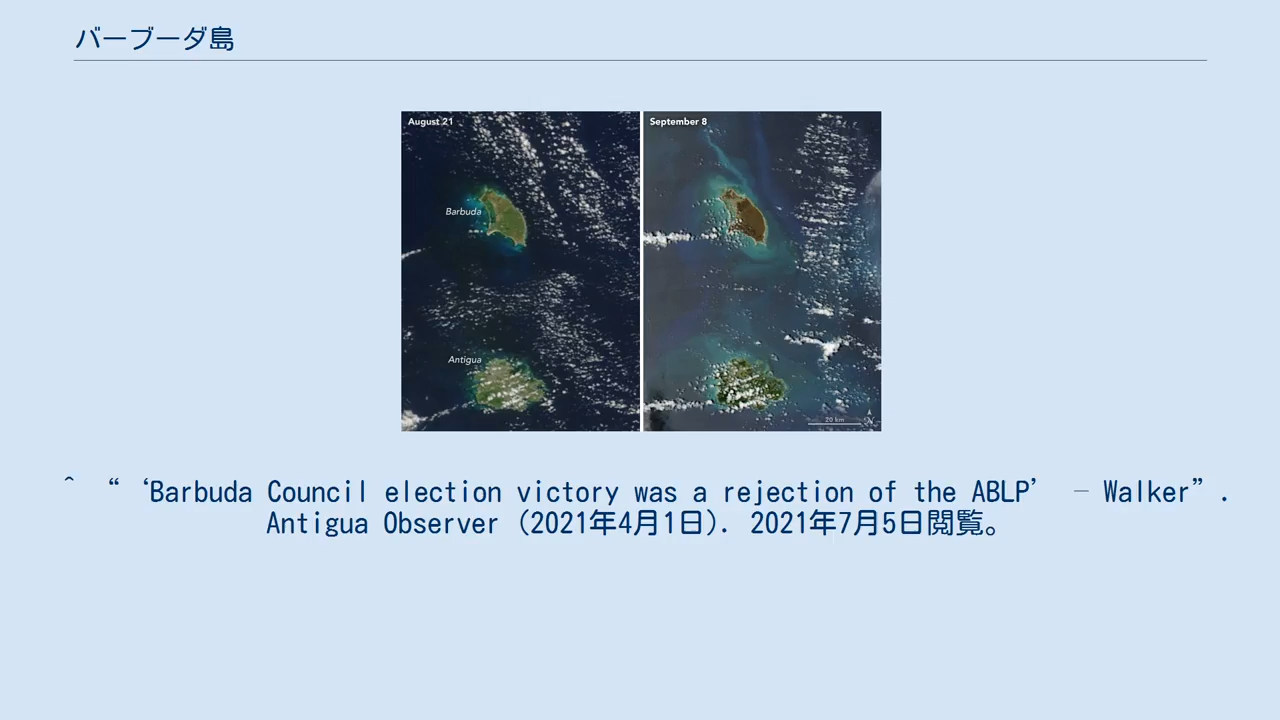 バーブーダ島
August 21
September 8
Barbuda
Antigua
20 km
N
^ “‘Barbuda Council election victory was a rejection of the ABLP’ – Walker”.
Antigua Observer (2021年4月1日). 2021年7月5日閲覧。